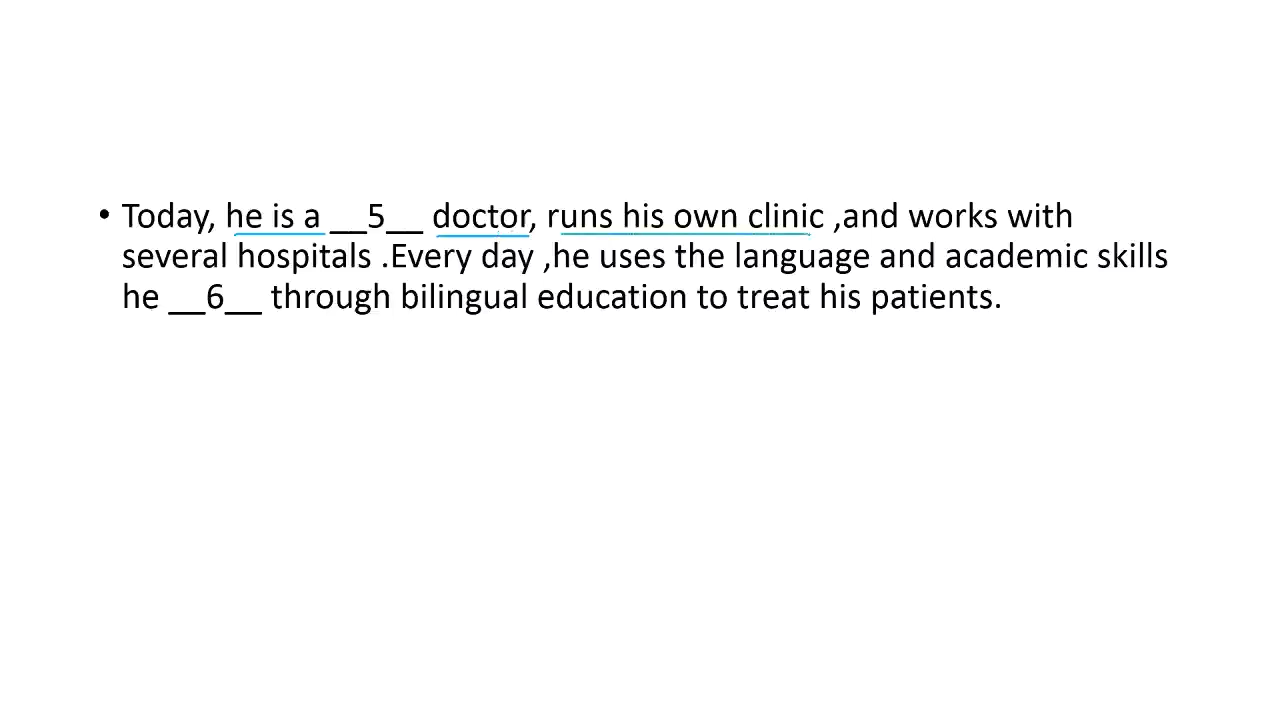 • Today, he is a __5__ doctor, runs his own clinic ,and works with
several hospitals .Every day ,he uses the language and academic skills
he __6__ through bilingual education to treat his patients.